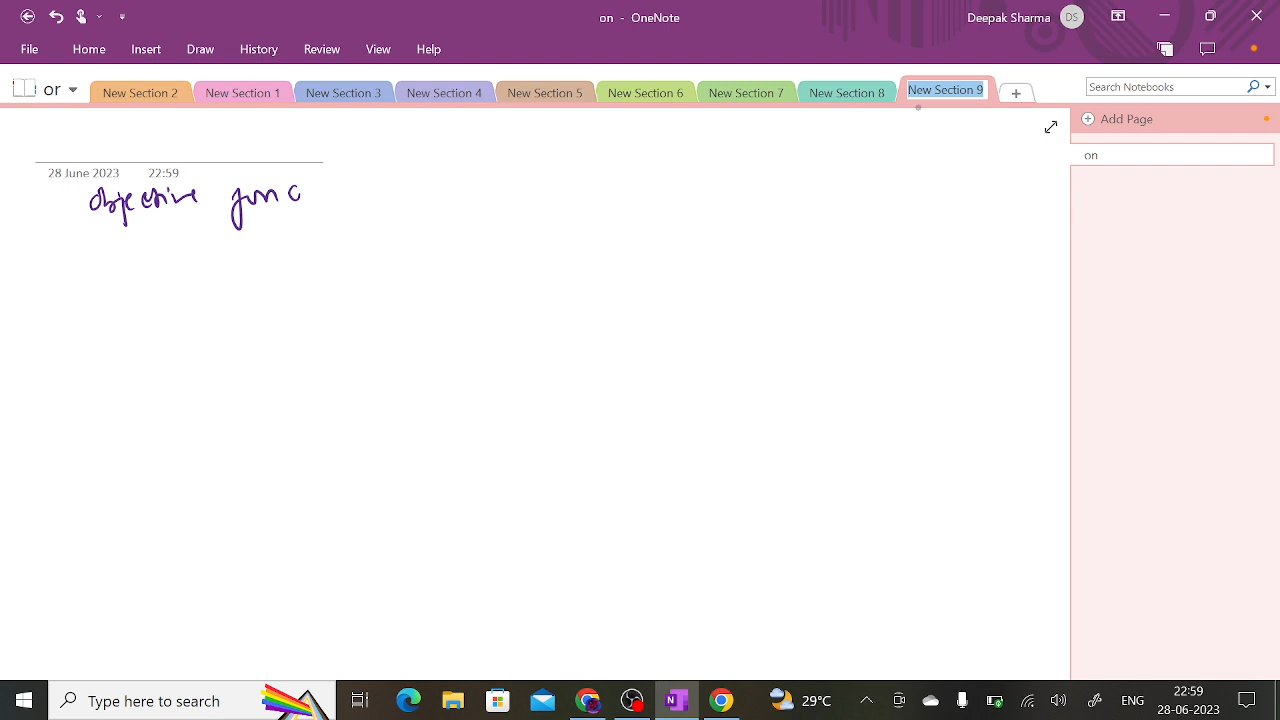 on - OneNote
Deepak Sharma DS
File Home Insert Draw History Review View Help
or New Section 2 New Section 1 New Section 3 New Section 4 New Section 5 New Section 6 New Section 7 New Section 8 New Section 9 Search Notebooks
Add Page
on
28 June 2023 22:59
objective func
Type here to search
N
29°C
ENG
22:59
28-06-2023